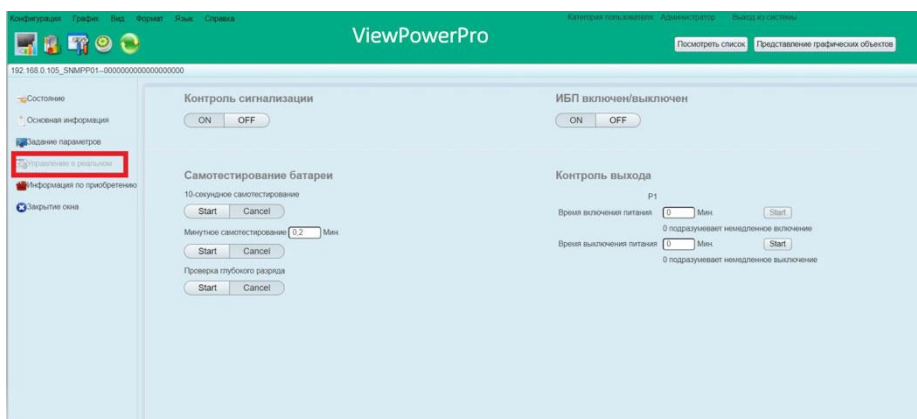 Конфигурация График Вид Формат Язык Справка
Категория пользователя Администратор Выход из системы
ViewPowerPro
Посмотреть список Представление графических объектов
192.168.0.105_SNMPP01--0000000000000000000
Состояние
Основная информация
Задание параметров
Управление в реальном
Информация по приобретению
Закрытие окна
Контроль сигнализации
ON OFF
Самотестирование батареи
10-секундное самотестирование
Start Cancel
Минутное самотестирование 0,2 Мин.
Start Cancel
Проверка глубокого разряда
Start Cancel
ИБП включен/выключен
ON OFF
Контроль выхода
P1
Время включения питания 0 Мин. Start
0 подразумевает немедленное включение
Время выключения питания 0 Мин. Start
0 подразумевает немедленное выключение